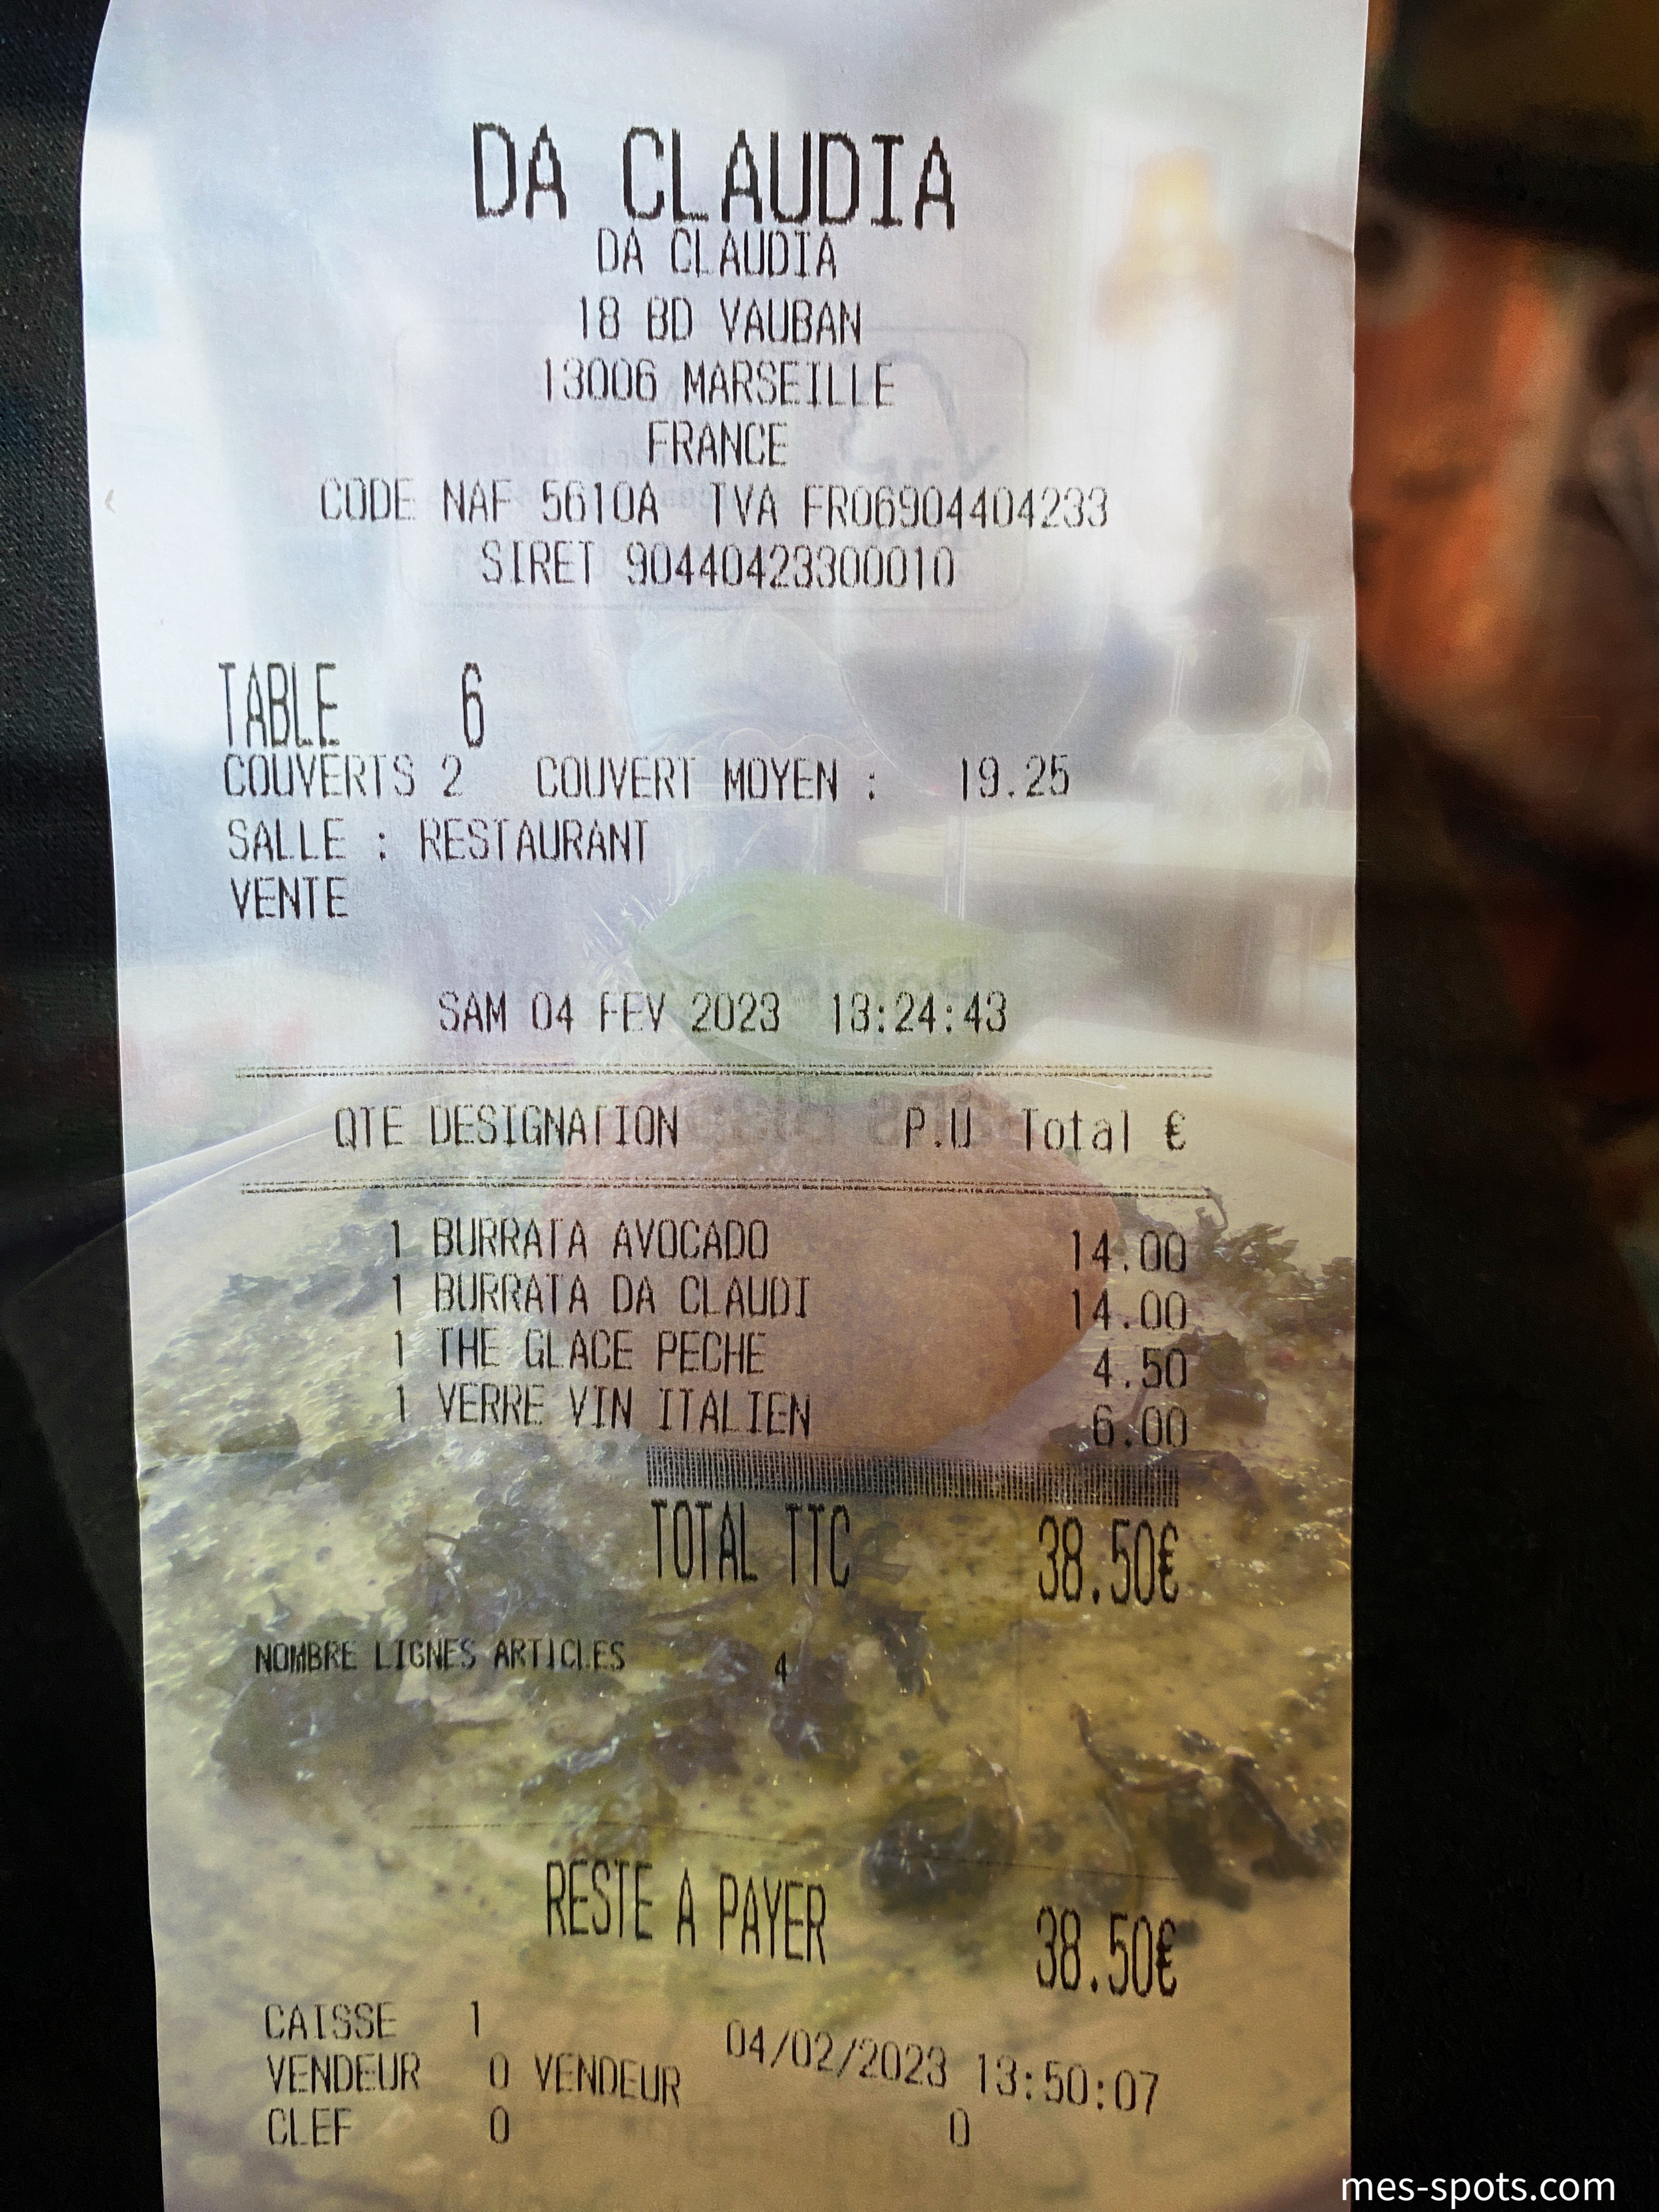 DA CLAUDIA
DA CLAUDIA
18 BD VAUBAN
13006 MARSEILLE
FRANCE
CODE NAF 5610A TVA FR06904404233
SIRET 90440423300010
TABLE 6
COUVERTS 2 COUVERT MOYEN : 19.25
SALLE : RESTAURANT
VENTE
SAM 04 FEV 2023 13:24:43
QTE DESIGNATION P.U Total €
1 BURRATA AVOCADO 14.00
1 BURRATA DA CLAUDI 14.00
1 THE GLACE PECHE 4.50
1 VERRE VIN ITALIEN 6.00
TOTAL TTC 38.50€
NOMBRE LIGNES ARTICLES 4
RESTE A PAYER 38.50€
CAISSE 1 04/02/2023 13:50:07
VENDEUR 0 VENDEUR
CLEF 0 0
mes-spots.com